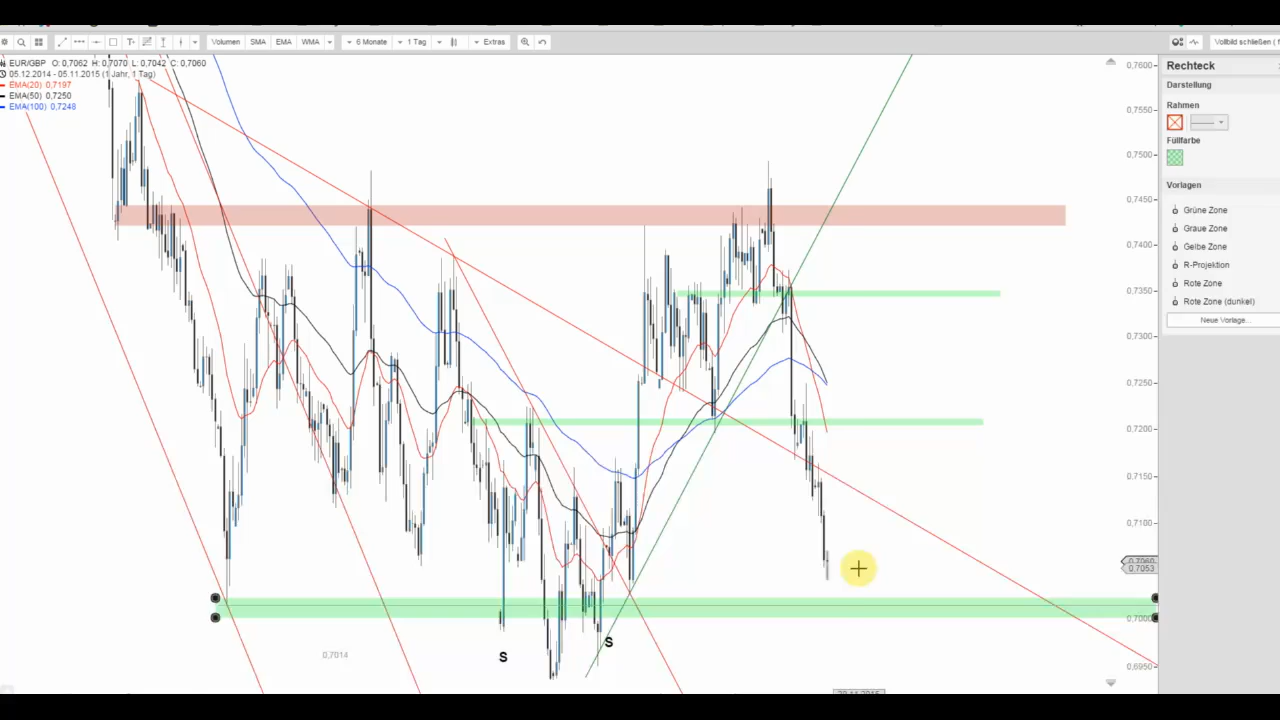 Volumen SMA EMA WMA 6 Monate 1 Tag Extras Vollbild schließen (
EUR/GBP O: 0,7062 H: 0,7070 L: 0,7042 C: 0,7060
05.12.2014 - 05.11.2015 (1 Jahr, 1 Tag)
EMA(20) 0,7197
EMA(50) 0,7250
EMA(100) 0,7248
0,7600
0,7550
0,7500
0,7450
0,7400
0,7350
0,7300
0,7250
0,7200
0,7150
0,7100
0,7060
0,7053
0,7000
0,6950
0,7014
S
S
Rechteck
Darstellung
Rahmen
Füllfarbe
Vorlagen
Grüne Zone
Graue Zone
Gelbe Zone
R-Projektion
Rote Zone
Rote Zone (dunkel)
Neue Vorlage...